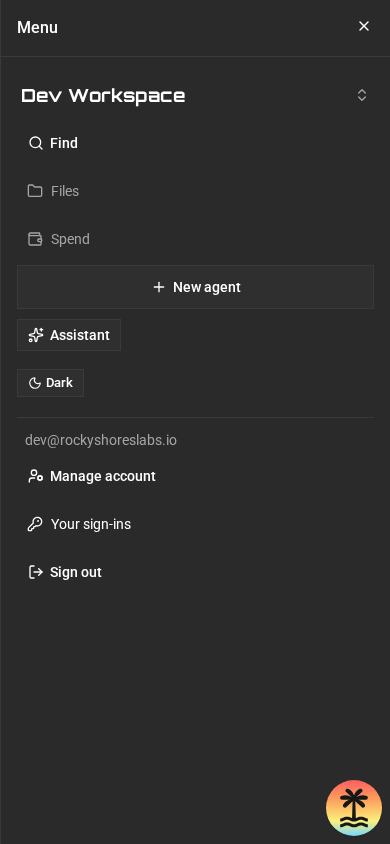 Menu
Dev Workspace
Find
Files
Spend
New agent
Assistant
Dark
dev@rockyshoreslabs.io
Manage account
Your sign-ins
Sign out